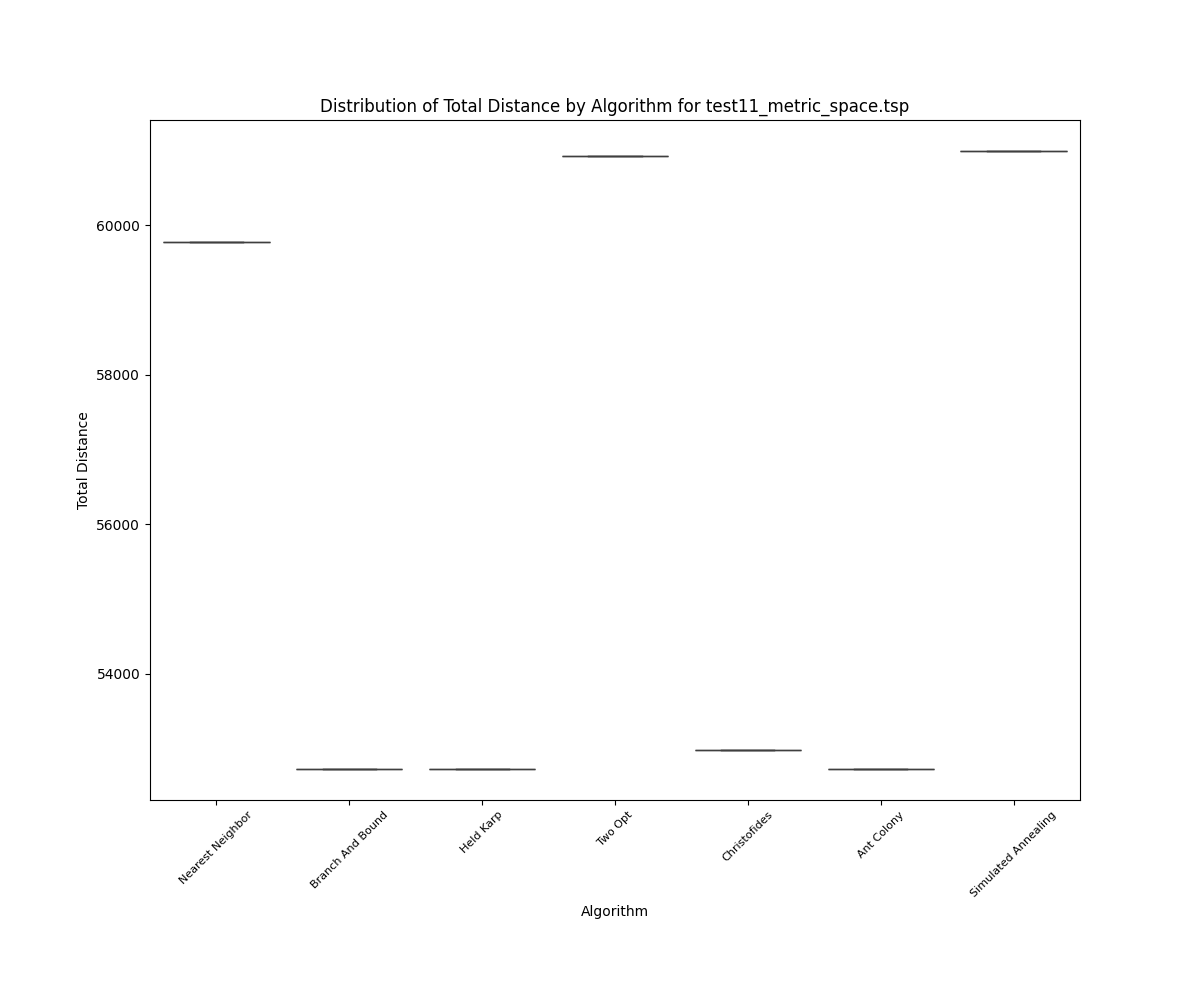 Distribution of Total Distance by Algorithm for test11_metric_space.tsp
60000
58000
56000
54000
Total Distance
Nearest Neighbor
Branch And Bound
Held Karp
Two Opt
Christofides
Ant Colony
Simulated Annealing
Algorithm